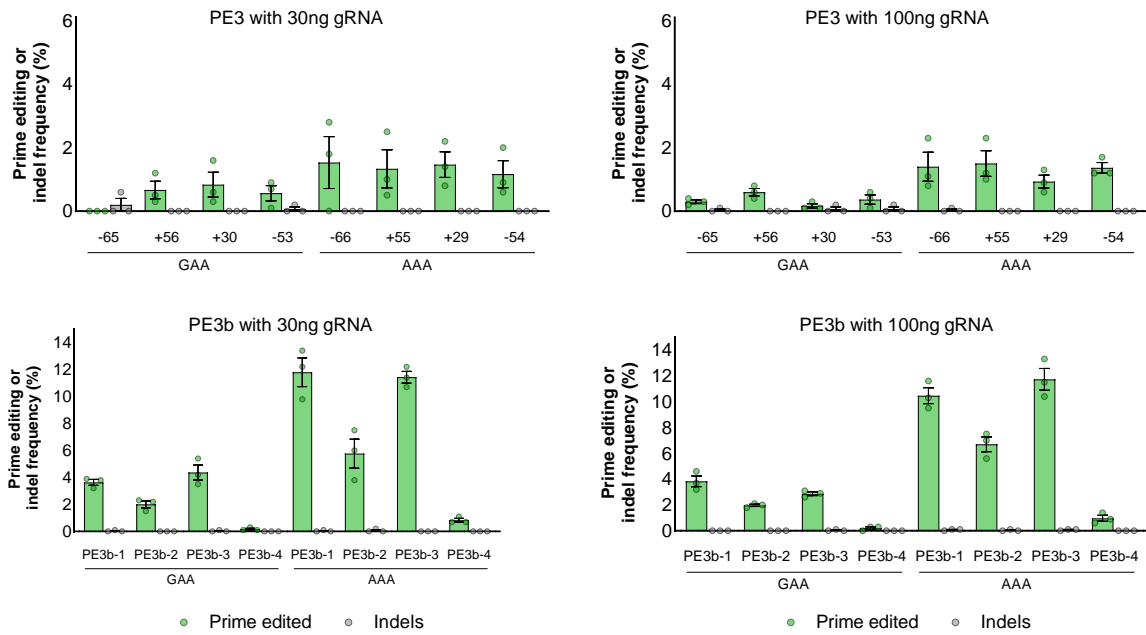 PE3 with 30ng gRNA
Prime editing or
indel frequency (%)
6
4
2
0
-65 +56 +30 -53 -66 +55 +29 -54
GAA AAA
PE3 with 100ng gRNA
Prime editing or
indel frequency (%)
6
4
2
0
-65 +56 +30 -53 -66 +55 +29 -54
GAA AAA
PE3b with 30ng gRNA
Prime editing or
indel frequency (%)
14
12
10
8
6
4
2
0
PE3b-1 PE3b-2 PE3b-3 PE3b-4 PE3b-1 PE3b-2 PE3b-3 PE3b-4
GAA AAA
PE3b with 100ng gRNA
Prime editing or
indel frequency (%)
14
12
10
8
6
4
2
0
PE3b-1 PE3b-2 PE3b-3 PE3b-4 PE3b-1 PE3b-2 PE3b-3 PE3b-4
GAA AAA
Prime edited Indels
Prime edited Indels